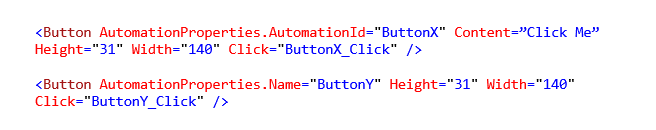 <Button AutomationProperties.AutomationId="ButtonX" Content=”Click Me”
Height="31" Width="140" Click="ButtonX_Click" />
<Button AutomationProperties.Name="ButtonY" Height="31" Width="140"
Click="ButtonY_Click" />